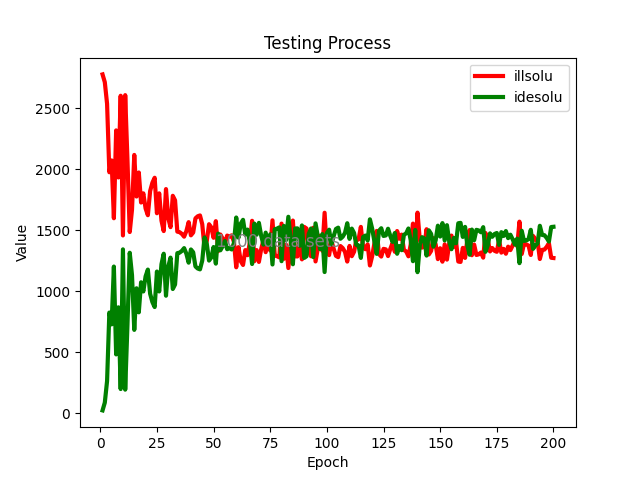 Testing Process
illsolu
idesolu
Value
2500
2000
1500
1000
500
0
1000 data sets
0 25 50 75 100 125 150 175 200
Epoch